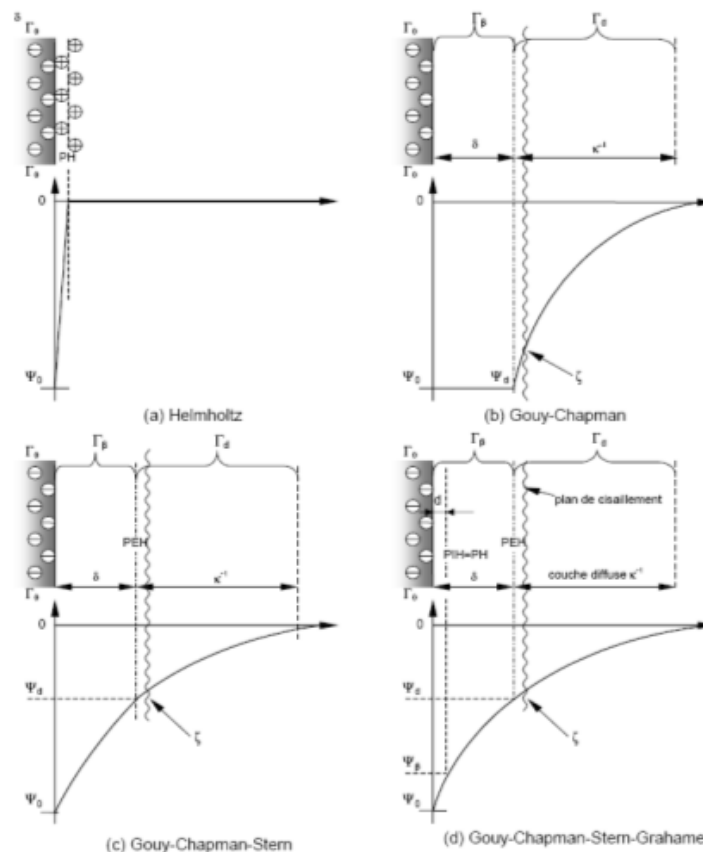 δ
Γ₀
PH
Γ₀
0
Ψ₀
(a) Helmholtz
Γ₀ Γβ Γd
δ κ⁻¹
Γ₀
0
Ψ₀ Ψd ζ
(b) Gouy-Chapman
Γ₀ Γβ Γd
PEH
δ κ⁻¹
Γ₀
0
Ψd
ζ
Ψ₀
(c) Gouy-Chapman-Stern
Γ₀ Γβ Γd
d plan de cisaillement
PIH=PH PEH
δ couche diffuse κ⁻¹
Γ₀
0
Ψd
ζ
Ψβ
Ψ₀
(d) Gouy-Chapman-Stern-Grahame